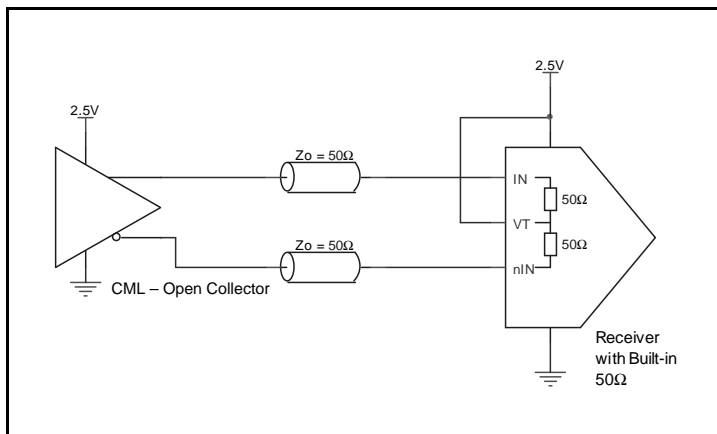 2.5V
2.5V
Zo = 50Ω
IN
50Ω
VT
50Ω
Zo = 50Ω
nIN
CML – Open Collector
Receiver
with Built-in
50Ω